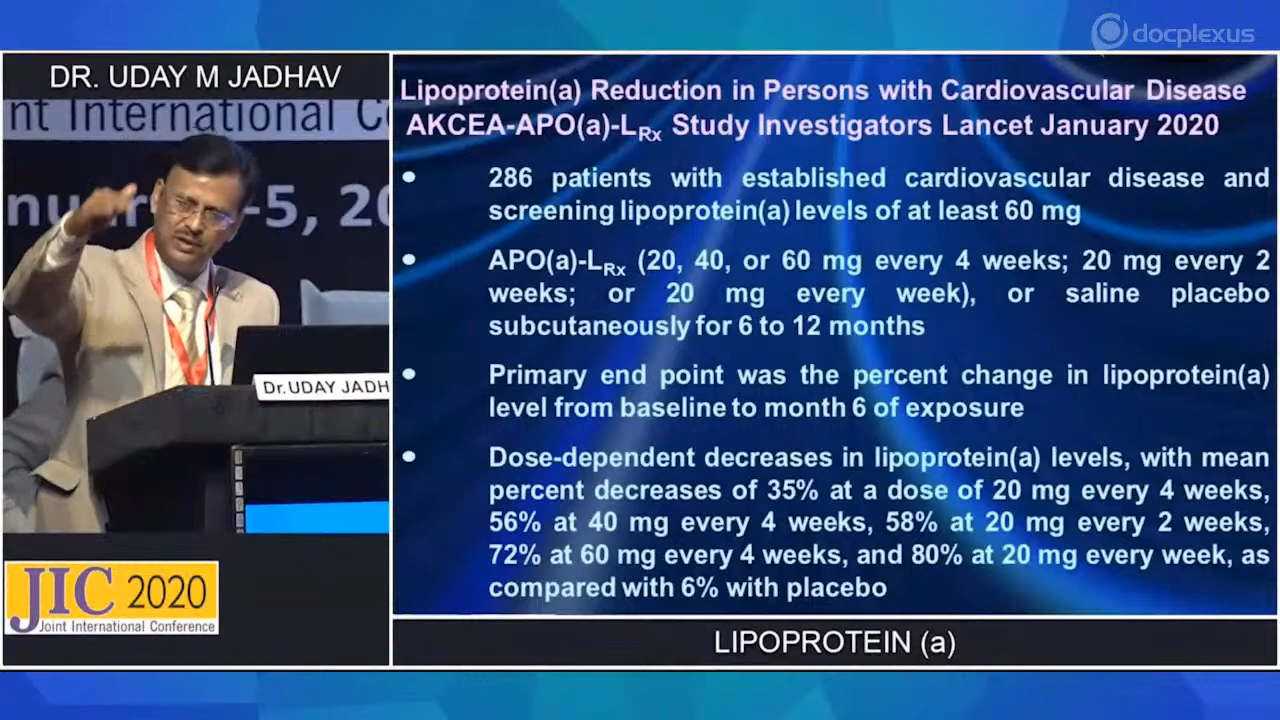 docplexus
DR. UDAY M JADHAV
nt International C
nuar
-5, 20
Dr.UDAY JADH
JIC 2020
Joint International Conference
Lipoprotein(a) Reduction in Persons with Cardiovascular Disease
AKCEA-APO(a)-LRx Study Investigators Lancet January 2020
• 286 patients with established cardiovascular disease and
screening lipoprotein(a) levels of at least 60 mg
• APO(a)-LRx (20, 40, or 60 mg every 4 weeks; 20 mg every 2
weeks; or 20 mg every week), or saline placebo
subcutaneously for 6 to 12 months
• Primary end point was the percent change in lipoprotein(a)
level from baseline to month 6 of exposure
• Dose-dependent decreases in lipoprotein(a) levels, with mean
percent decreases of 35% at a dose of 20 mg every 4 weeks,
56% at 40 mg every 4 weeks, 58% at 20 mg every 2 weeks,
72% at 60 mg every 4 weeks, and 80% at 20 mg every week, as
compared with 6% with placebo
LIPOPROTEIN (a)